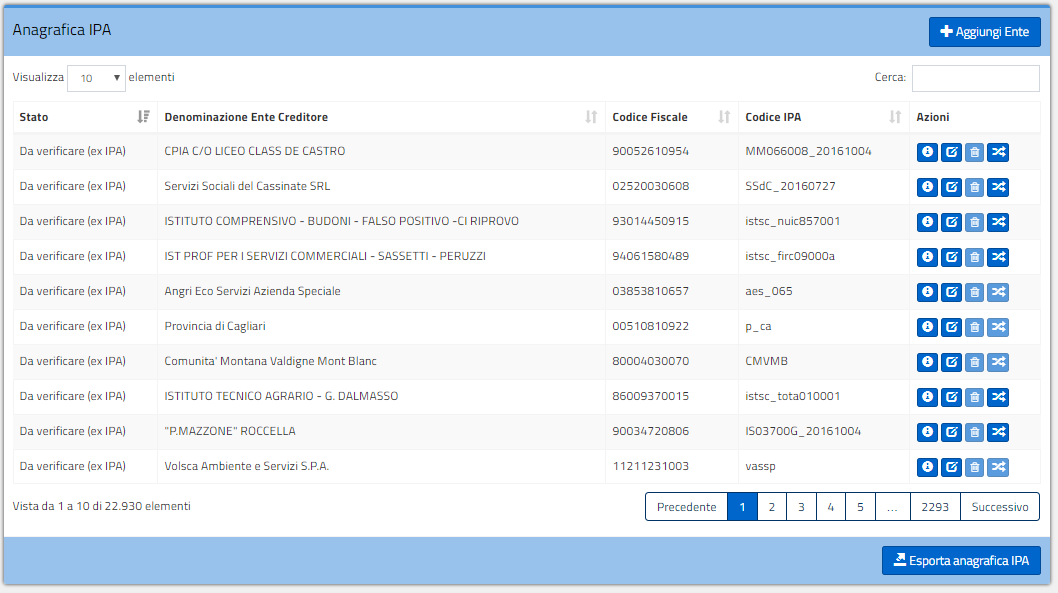 Anagrafica IPA
Aggiungi Ente
Visualizza 10 elementi
Cerca:
Stato Denominazione Ente Creditore Codice Fiscale Codice IPA Azioni
Da verificare (ex IPA) CPIA C/O LICEO CLASS DE CASTRO 90052610954 MM066008_20161004
Da verificare (ex IPA) Servizi Sociali del Cassinate SRL 02520030608 SSdC_20160727
Da verificare (ex IPA) ISTITUTO COMPRENSIVO - BUDONI - FALSO POSITIVO -CI RIPROVO 93014450915 istsc_nuic857001
Da verificare (ex IPA) IST PROF PER I SERVIZI COMMERCIALI - SASSETTI - PERUZZI 94061580489 istsc_firc09000a
Da verificare (ex IPA) Angri Eco Servizi Azienda Speciale 03853810657 aes_065
Da verificare (ex IPA) Provincia di Cagliari 00510810922 p_ca
Da verificare (ex IPA) Comunita' Montana Valdigne Mont Blanc 80004030070 CMVMB
Da verificare (ex IPA) ISTITUTO TECNICO AGRARIO - G. DALMASSO 86009370015 istsc_tota010001
Da verificare (ex IPA) "P.MAZZONE" ROCCELLA 90034720806 IS03700G_20161004
Da verificare (ex IPA) Volsca Ambiente e Servizi S.P.A. 11211231003 vassp
Vista da 1 a 10 di 22.930 elementi
Precedente 1 2 3 4 5 ... 2293 Successivo
Esporta anagrafica IPA